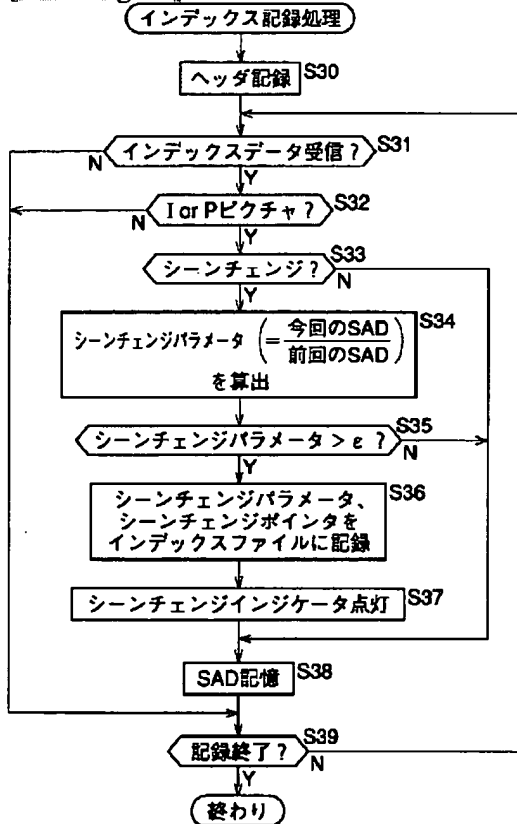 インデックス記録処理
ヘッダ記録 S30
インデックスデータ受信? S31
N
Y
I or Pピクチャ? S32
N
Y
シーンチェンジ? S33
N
Y
S34
シーンチェンジパラメータ (=今回のSAD/前回のSAD)
を算出
シーンチェンジパラメータ > ε ? S35
N
Y
シーンチェンジパラメータ、 S36
シーンチェンジポインタを
インデックスファイルに記録
シーンチェンジインジケータ点灯 S37
SAD記憶 S38
記録終了? S39
N
Y
終わり